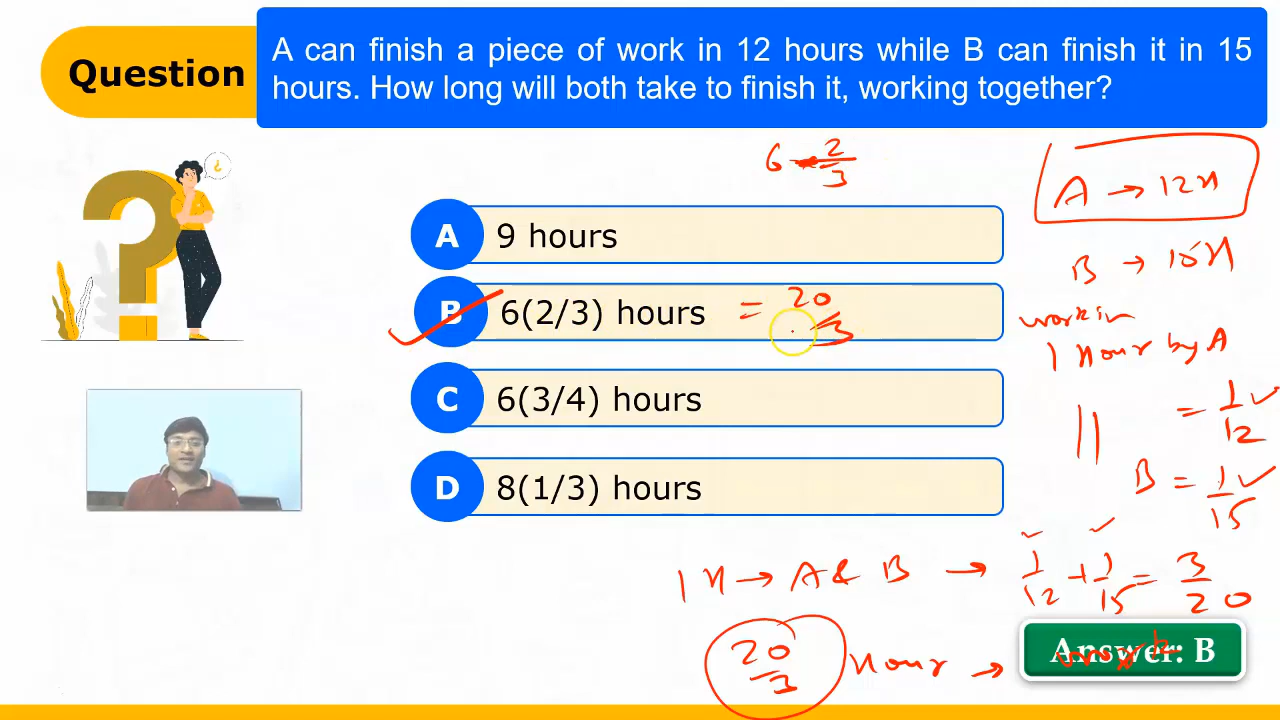 Question
A can finish a piece of work in 12 hours while B can finish it in 15
hours. How long will both take to finish it, working together?
?
6 2/3
A 9 hours
B 6(2/3) hours = 20/3
C 6(3/4) hours
D 8(1/3) hours
A → 12H
B → 15H
work in
1 Hour by A
|| = 1/12
B = 1/15
1 H → A & B → 1/12 + 1/15 = 3/20
20/3 Hour → work
Answer: B